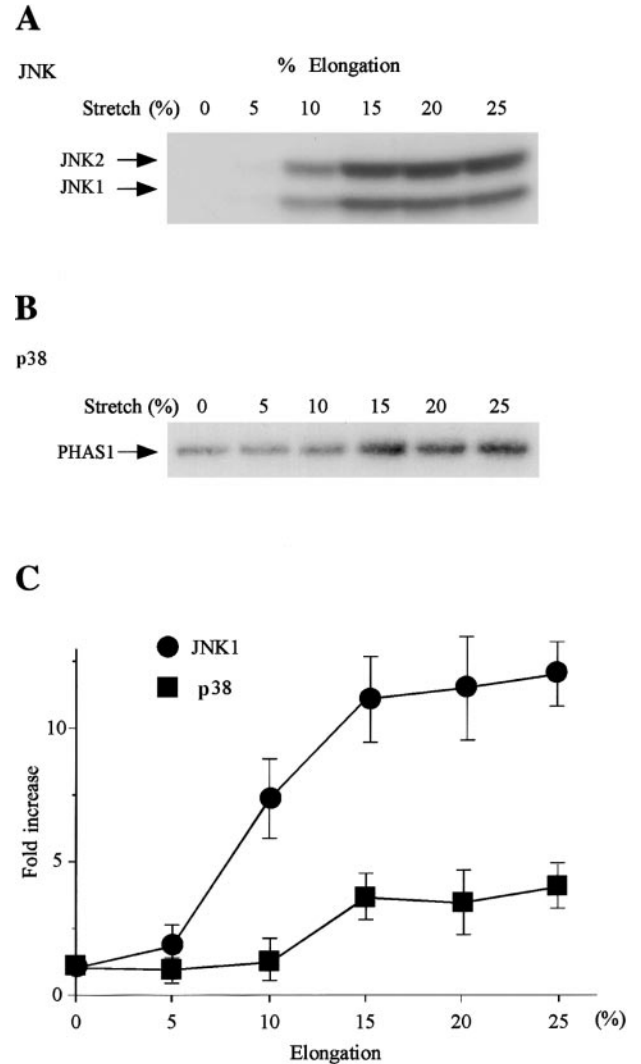 A
JNK
% Elongation
Stretch (%) 0 5 10 15 20 25
JNK2
JNK1
B
p38
Stretch (%) 0 5 10 15 20 25
PHAS1
C
JNK1
p38
10
5
0
Fold increase
0 5 10 15 20 25 (%)
Elongation